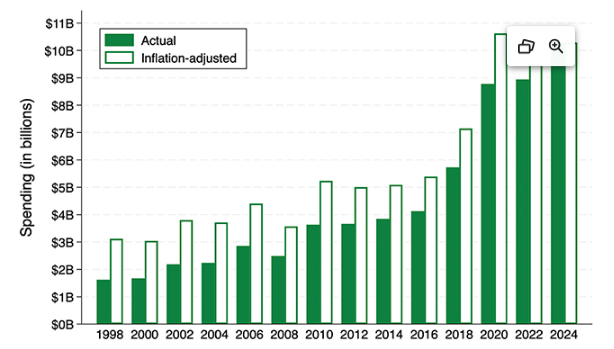 $11B
$10B
$9B
$8B
$7B
$6B
$5B
$4B
$3B
$2B
$1B
$0B
Spending (in billions)
Actual
Inflation-adjusted
1998 2000 2002 2004 2006 2008 2010 2012 2014 2016 2018 2020 2022 2024